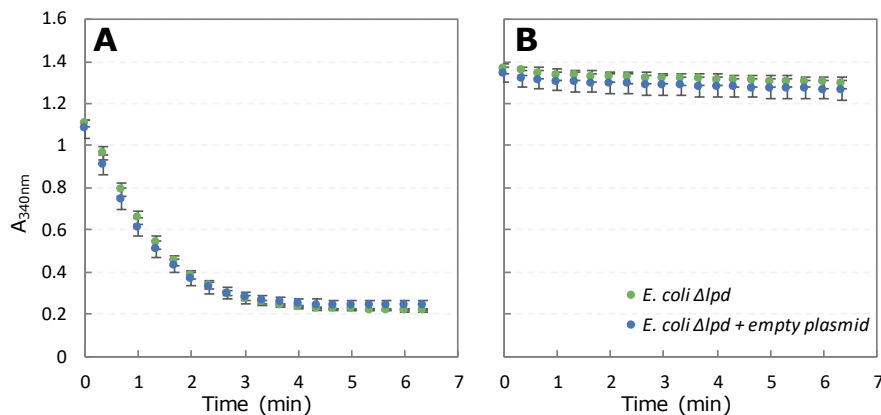 A
B
1.6
1.4
1.2
1
0.8
0.6
0.4
0.2
0
A340nm
E. coli Δlpd
E. coli Δlpd + empty plasmid
0 1 2 3 4 5 6 7
0 1 2 3 4 5 6 7
Time (min)
Time (min)